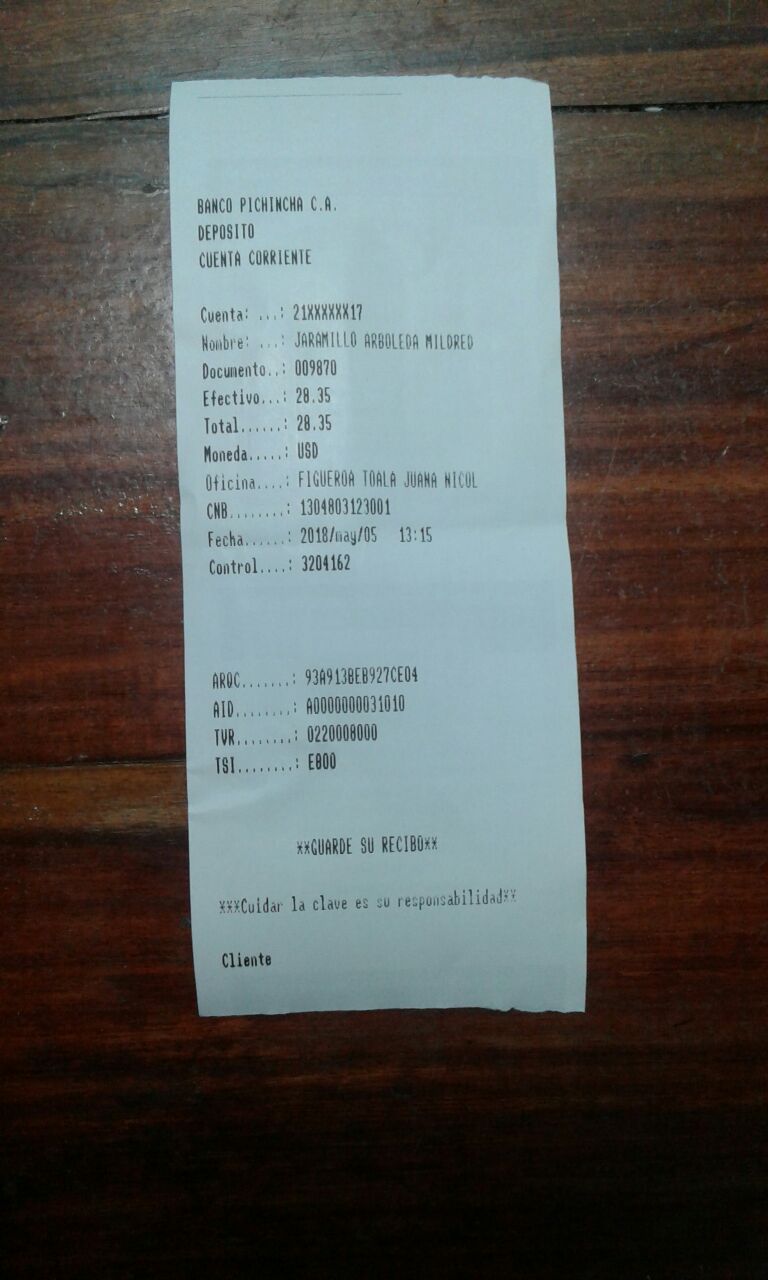 BANCO PICHINCHA C.A.
DEPOSITO
CUENTA CORRIENTE
Cuenta: ...: 21XXXXXX17
Nombre: ...: JARAMILLO ARBOLEDA MILDRED
Documento..: 009870
Efectivo...: 28.35
Total......: 28.35
Moneda.....: USD
Oficina....: FIGUEROA TOALA JUANA NICOL
CNB........: 1304803123001
Fecha......: 2018/may/05 13:15
Control....: 3204162
ARQC.......: 93A913BEB927CE04
AID........: A0000000031010
TVR........: 0220008000
TSI........: E800
**GUARDE SU RECIBO**
***Cuidar la clave es su responsabilidad**
Cliente